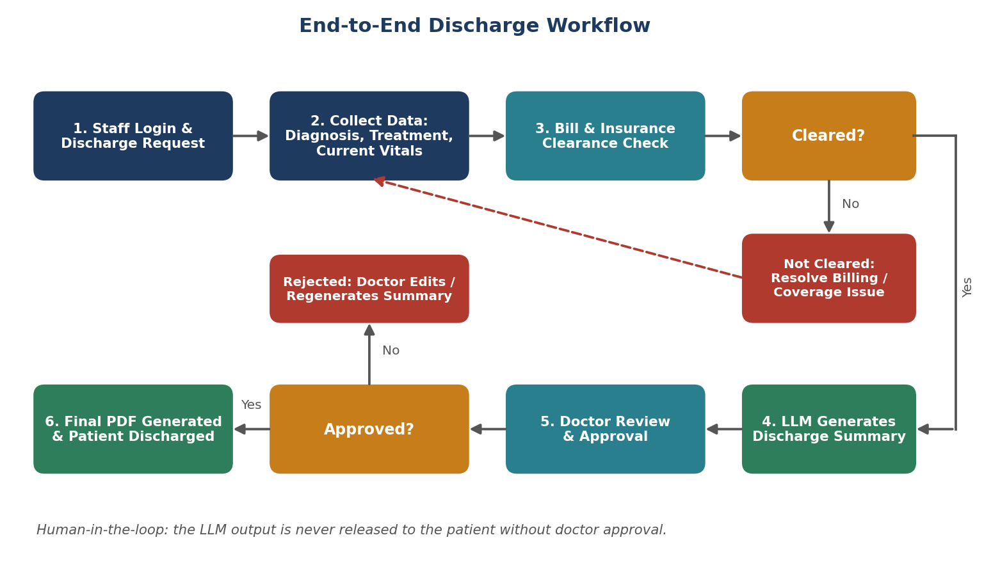 End-to-End Discharge Workflow
1. Staff Login &
Discharge Request
2. Collect Data:
Diagnosis, Treatment,
Current Vitals
3. Bill & Insurance
Clearance Check
Cleared?
No
Yes
Not Cleared:
Resolve Billing /
Coverage Issue
Rejected: Doctor Edits /
Regenerates Summary
No
6. Final PDF Generated
& Patient Discharged
Yes
Approved?
5. Doctor Review
& Approval
4. LLM Generates
Discharge Summary
Human-in-the-loop: the LLM output is never released to the patient without doctor approval.